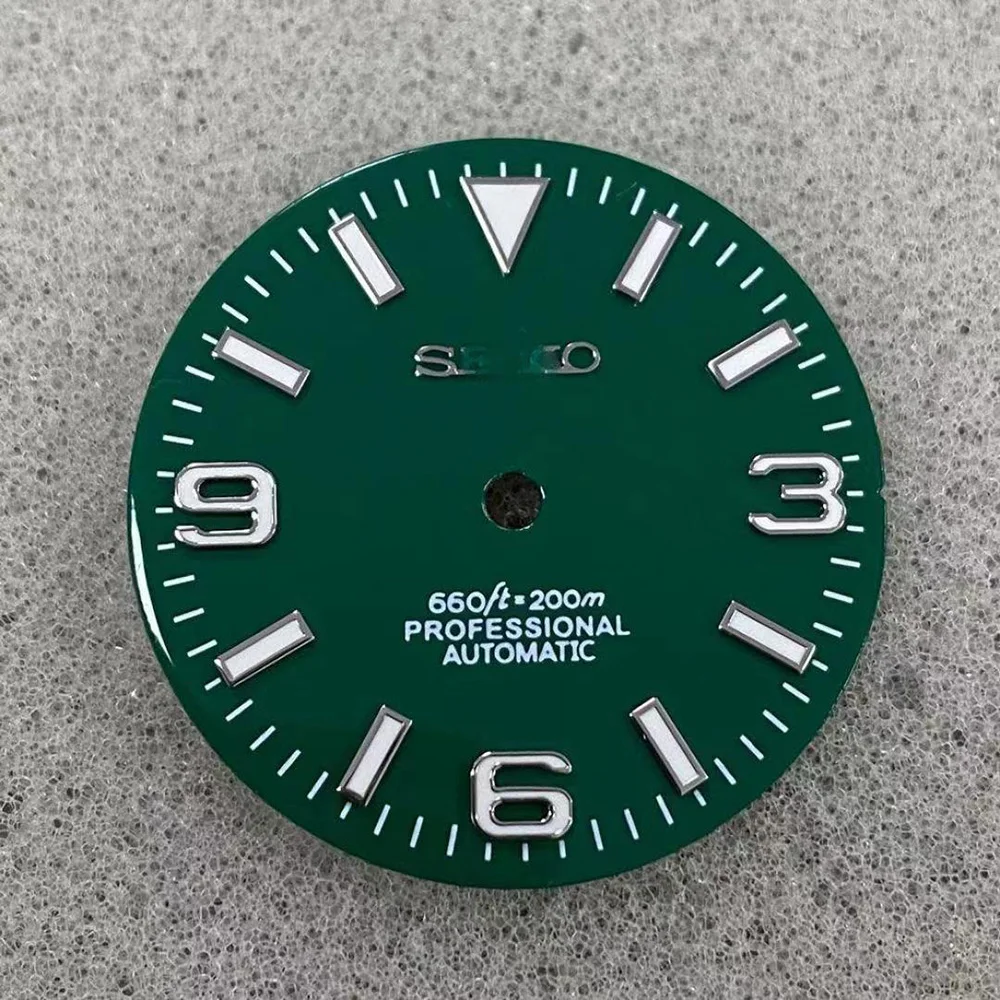 SEIKO
9 3
660ft=200m
PROFESSIONAL
AUTOMATIC
6